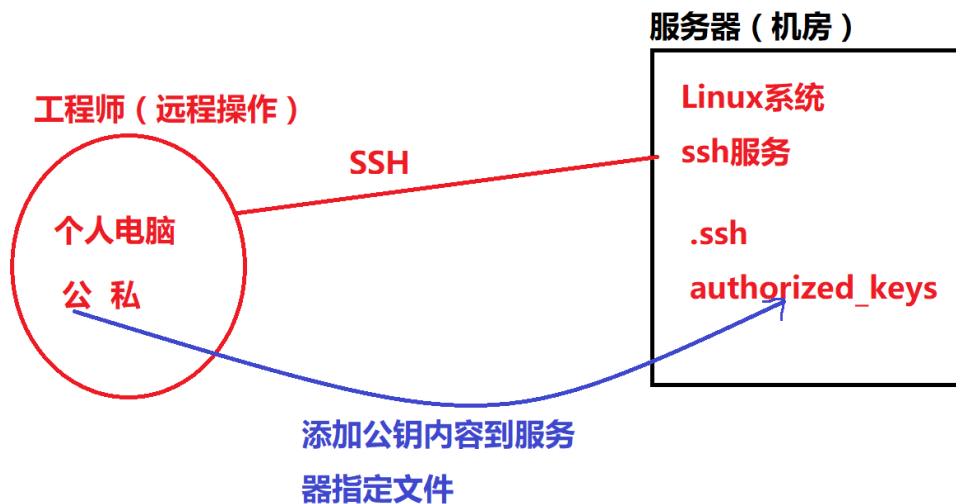 服务器（机房）
工程师（远程操作）
Linux系统
ssh服务
SSH
个人电脑
.ssh
公 私
authorized_keys
添加公钥内容到服务
器指定文件